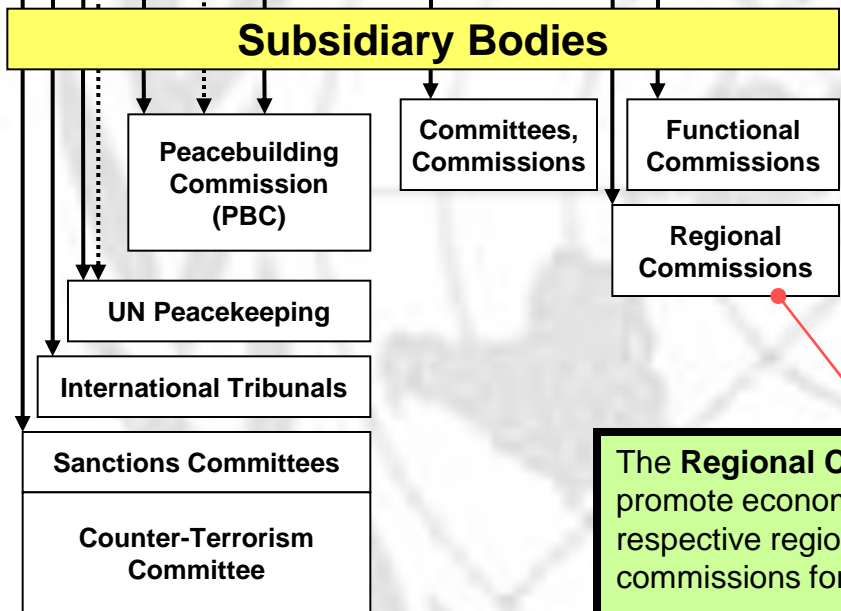 Subsidiary Bodies
Peacebuilding
Commission
(PBC)
Committees,
Commissions
Functional
Commissions
Regional
Commissions
UN Peacekeeping
International Tribunals
Sanctions Committees
Counter-Terrorism
Committee
The Regional
promote
respective
commissions